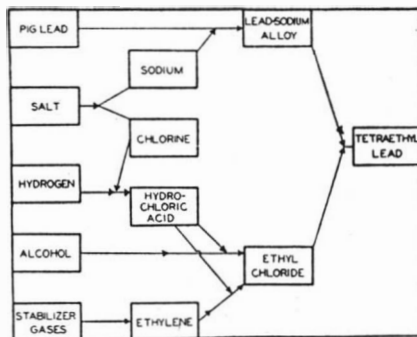 PIG LEAD
LEAD-SODIUM
ALLOY
SODIUM
SALT
CHLORINE
TETRAETHYL
LEAD
HYDROGEN
HYDRO-
CHLORIC
ACID
ALCOHOL
ETHYL
CHLORIDE
STABILIZER
GASES
ETHYLENE